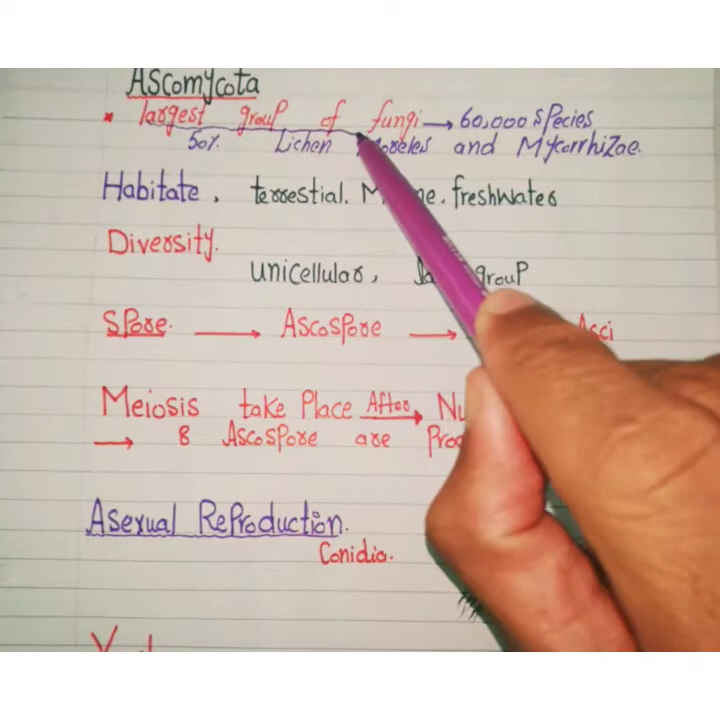 Ascomycota
* largest group of fungi → 60,000 species
50% Lichen and Mycorrhizae.
Habitate, terrestial. freshwater
Diversity.
Unicellular, group
Spore. → Ascospore → Asci
Meiosis take Place After →
→ 8 Ascospore are
Asexual Reproduction.
Conidia.